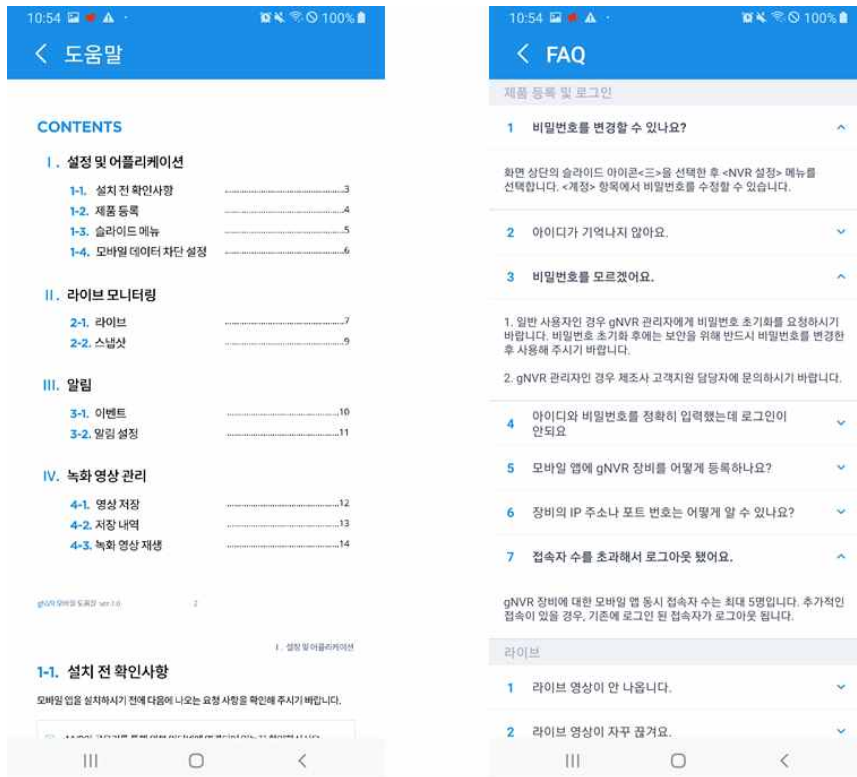 10:54
100%
도움말
CONTENTS
Ⅰ. 설정 및 어플리케이션
1-1. 설치 전 확인사항 3
1-2. 제품 등록 4
1-3. 슬라이드 메뉴 5
1-4. 모바일 데이터 차단 설정 6
Ⅱ. 라이브 모니터링
2-1. 라이브 7
2-2. 스냅샷 9
Ⅲ. 알림
3-1. 이벤트 10
3-2. 알림 설정 11
Ⅳ. 녹화 영상 관리
4-1. 영상 저장 12
4-2. 저장 내역 13
4-3. 녹화 영상 재생 14
gNVR 모바일 도움말 ver 1.0
2
Ⅰ. 설정 및 어플리케이션
1-1. 설치 전 확인사항
모바일 앱을 설치하시기 전에 다음에 나오는 요청 사항을 확인해 주시기 바랍니다.
10:54
100%
FAQ
제품 등록 및 로그인
1 비밀번호를 변경할 수 있나요?
화면 상단의 슬라이드 아이콘<三>을 선택한 후 <NVR 설정> 메뉴를
선택합니다. <계정> 항목에서 비밀번호를 수정할 수 있습니다.
2 아이디가 기억나지 않아요.
3 비밀번호를 모르겠어요.
1. 일반 사용자인 경우 gNVR 관리자에게 비밀번호 초기화를 요청하시기
바랍니다. 비밀번호 초기화 후에는 보안을 위해 반드시 비밀번호를 변경한
후 사용해 주시기 바랍니다.
2. gNVR 관리자인 경우 제조사 고객지원 담당자에 문의하시기 바랍니다.
4 아이디와 비밀번호를 정확히 입력했는데 로그인이
안되요
5 모바일 앱에 gNVR 장비를 어떻게 등록하나요?
6 장비의 IP 주소나 포트 번호는 어떻게 알 수 있나요?
7 접속자 수를 초과해서 로그아웃 됐어요.
gNVR 장비에 대한 모바일 앱 동시 접속자 수는 최대 5명입니다. 추가적인
접속이 있을 경우, 기존에 로그인 된 접속자가 로그아웃 됩니다.
라이브
1 라이브 영상이 안 나옵니다.
2 라이브 영상이 자꾸 끊겨요.